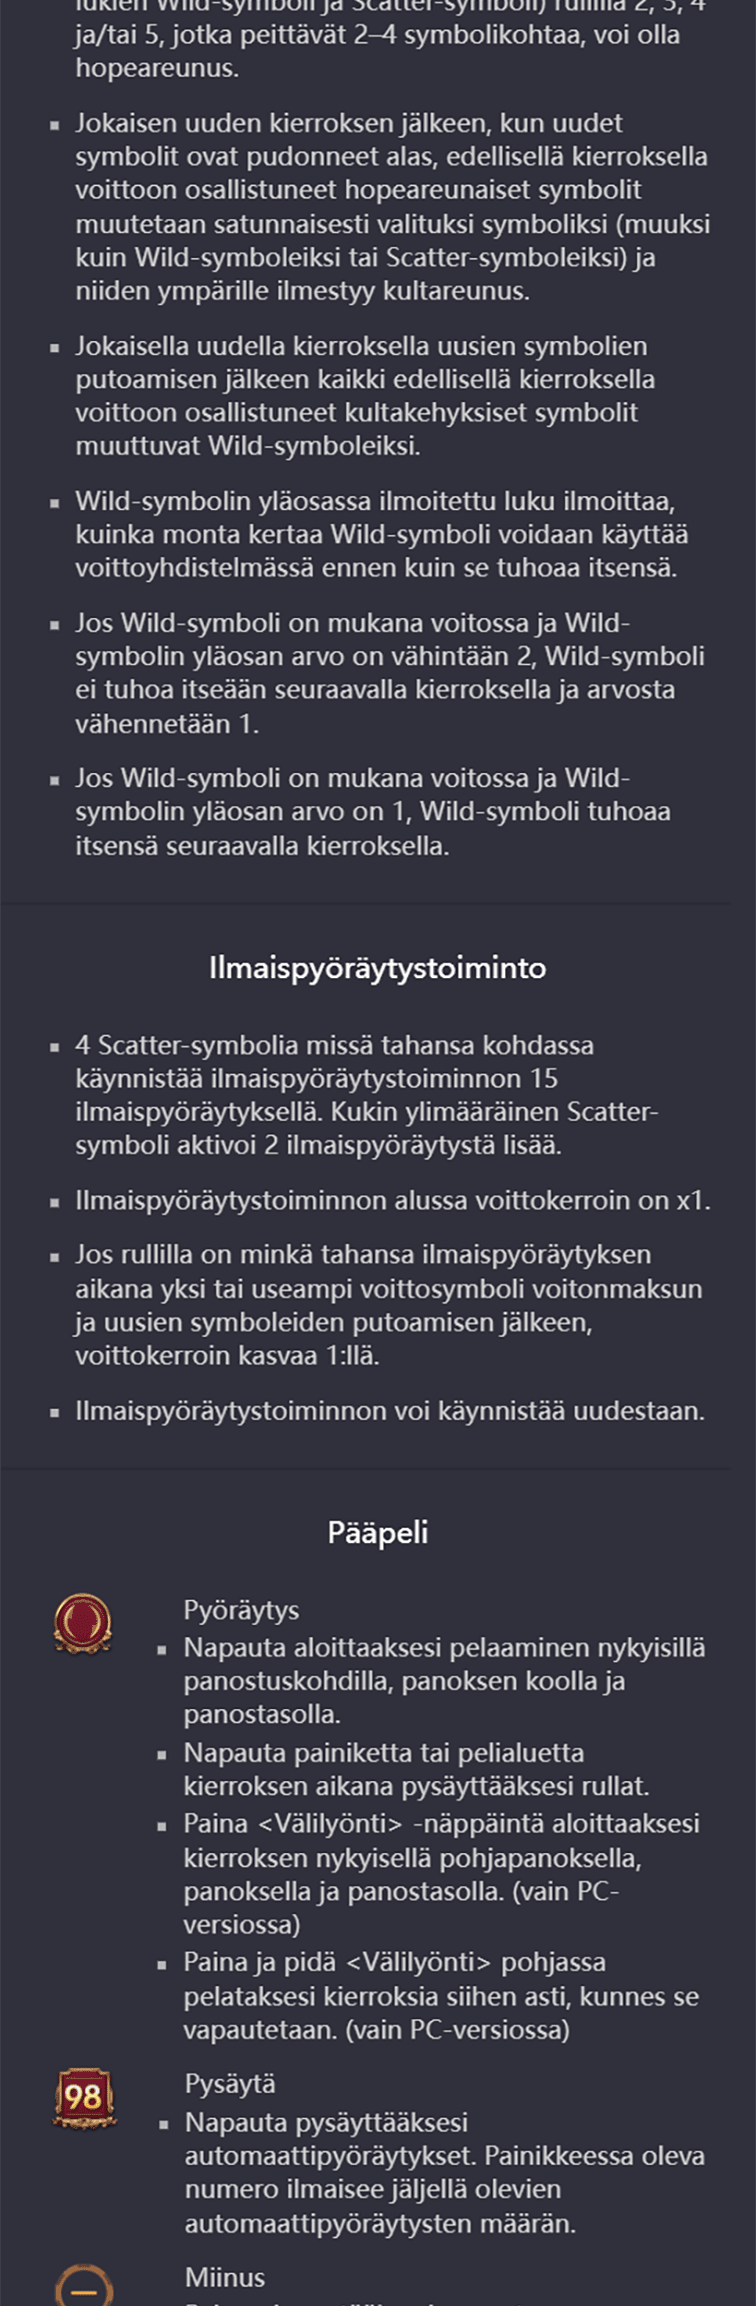 lukien Wild-symboli ja Scatter-symboli) rullilla 2, 3, 4
ja/tai 5, jotka peittävät 2–4 symbolikohtaa, voi olla
hopeareunus.
▪ Jokaisen uuden kierroksen jälkeen, kun uudet
symbolit ovat pudonneet alas, edellisellä kierroksella
voittoon osallistuneet hopeareunaiset symbolit
muutetaan satunnaisesti valituksi symboliksi (muuksi
kuin Wild-symboleiksi tai Scatter-symboleiksi) ja
niiden ympärille ilmestyy kultareunus.
▪ Jokaisella uudella kierroksella uusien symbolien
putoamisen jälkeen kaikki edellisellä kierroksella
voittoon osallistuneet kultakehyksiset symbolit
muuttuvat Wild-symboleiksi.
▪ Wild-symbolin yläosassa ilmoitettu luku ilmoittaa,
kuinka monta kertaa Wild-symboli voidaan käyttää
voittoyhdistelmässä ennen kuin se tuhoaa itsensä.
▪ Jos Wild-symboli on mukana voitossa ja Wild-
symbolin yläosan arvo on vähintään 2, Wild-symboli
ei tuhoa itseään seuraavalla kierroksella ja arvosta
vähennetään 1.
▪ Jos Wild-symboli on mukana voitossa ja Wild-
symbolin yläosan arvo on 1, Wild-symboli tuhoaa
itsensä seuraavalla kierroksella.
Ilmaispyöräytystoiminto
▪ 4 Scatter-symbolia missä tahansa kohdassa
käynnistää ilmaispyöräytystoiminnon 15
ilmaispyöräytyksellä. Kukin ylimääräinen Scatter-
symboli aktivoi 2 ilmaispyöräytystä lisää.
▪ Ilmaispyöräytystoiminnon alussa voittokerroin on x1.
▪ Jos rullilla on minkä tahansa ilmaispyöräytyksen
aikana yksi tai useampi voittosymboli voitonmaksun
ja uusien symboleiden putoamisen jälkeen,
voittokerroin kasvaa 1:llä.
▪ Ilmaispyöräytystoiminnon voi käynnistää uudestaan.
Pääpeli
Pyöräytys
▪ Napauta aloittaaksesi pelaaminen nykyisillä
panostuskohdilla, panoksen koolla ja
panostasolla.
▪ Napauta painiketta tai pelialuetta
kierroksen aikana pysäyttääksesi rullat.
▪ Paina <Välilyönti> -näppäintä aloittaaksesi
kierroksen nykyisellä pohjapanoksella,
panoksella ja panostasolla. (vain PC-
versiossa)
▪ Paina ja pidä <Välilyönti> pohjassa
pelataksesi kierroksia siihen asti, kunnes se
vapautetaan. (vain PC-versiossa)
98
Pysäytä
▪ Napauta pysäyttääksesi
automaattipyöräytykset. Painikkeessa oleva
numero ilmaisee jäljellä olevien
automaattipyöräytysten määrän.
Miinus